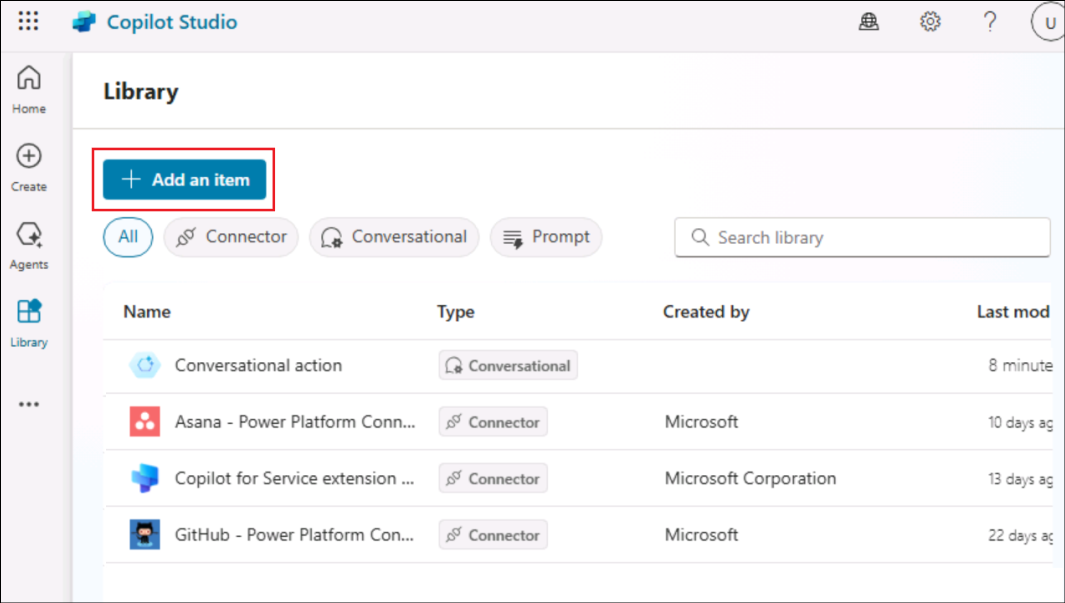 Copilot Studio
U
Home
Create
Agents
Library
Library
Add an item
All Connector Conversational Prompt Search library
Name Type Created by Last mod
Conversational action Conversational 8 minute
Asana - Power Platform Conn... Connector Microsoft 10 days ag
Copilot for Service extension ... Connector Microsoft Corporation 13 days ag
GitHub - Power Platform Con... Connector Microsoft 22 days ag